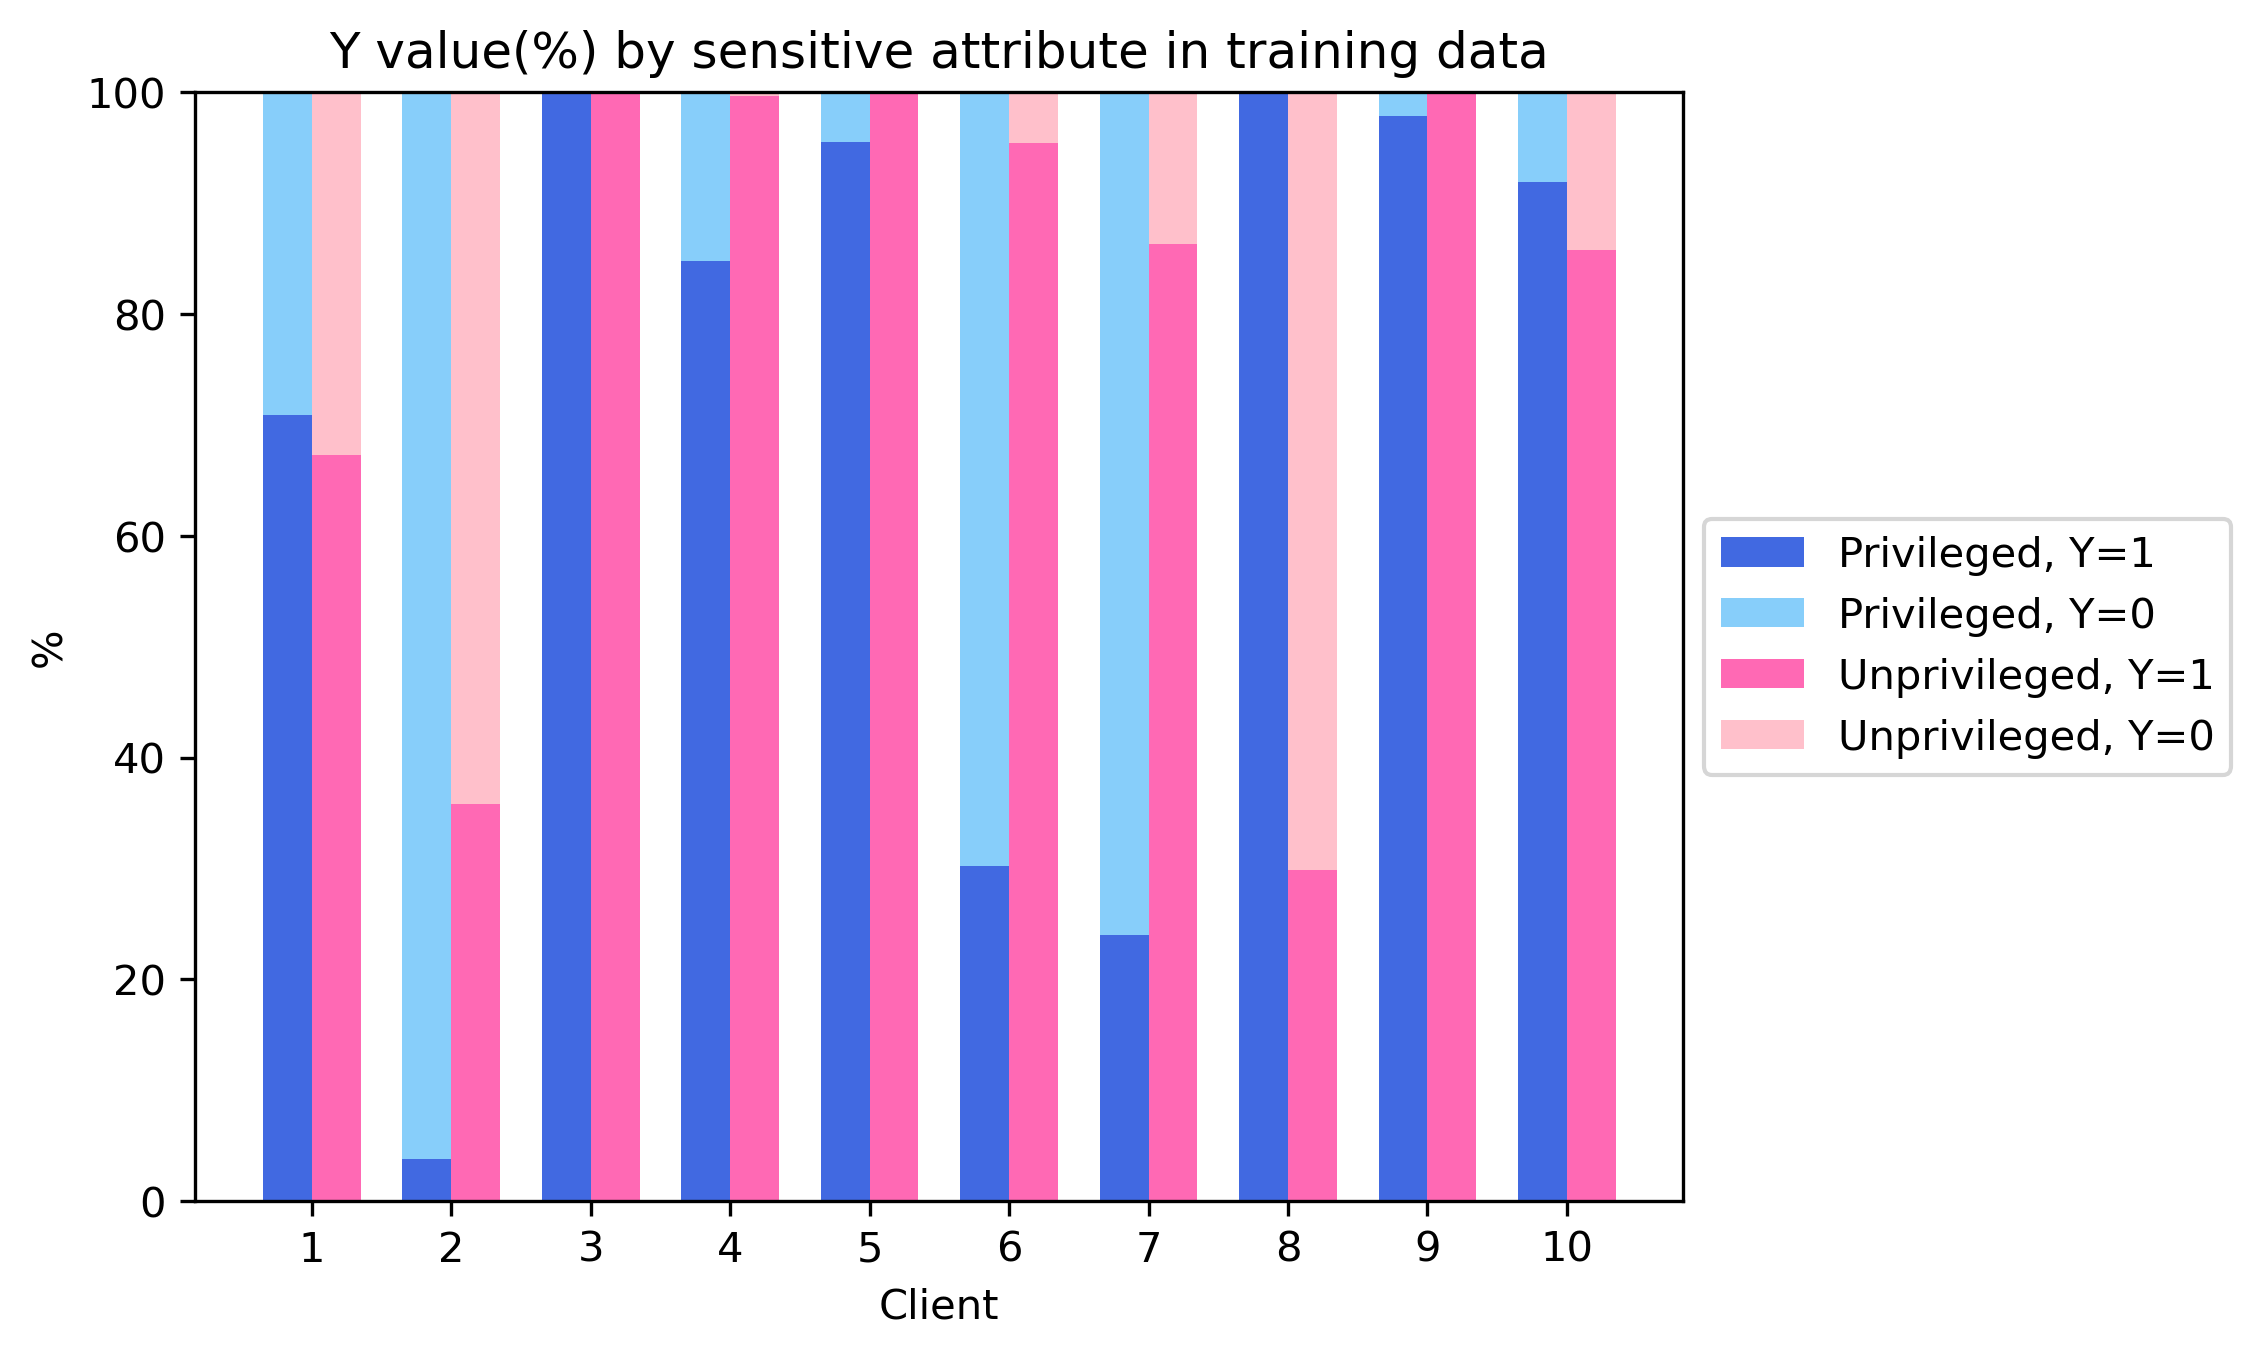 Y value(%) by sensitive attribute in training data
100
80
60
40
20
0
%
1 2 3 4 5 6 7 8 9 10
Client
Privileged, Y=1
Privileged, Y=0
Unprivileged, Y=1
Unprivileged, Y=0